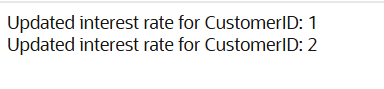 Updated interest rate for CustomerID: 1
Updated interest rate for CustomerID: 2